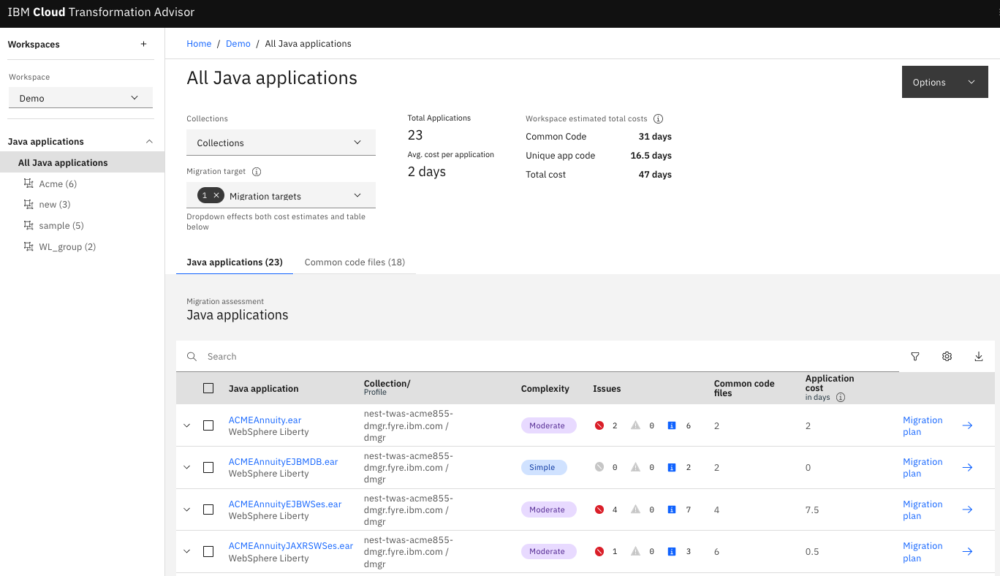 IBM Cloud Transformation Advisor
Workspaces
Workspace
Demo
Java applications
All Java applications
Acme (6)
new (3)
sample (5)
WL_group (2)
Home / Demo / All Java applications
All Java applications
Options
Collections
Collections
Migration target
1 Migration targets
Dropdown effects both cost estimates and table
below
Total Applications
23
Avg. cost per application
2 days
Workspace estimated total costs
Common Code 31 days
Unique app code 16.5 days
Total cost 47 days
Java applications (23) Common code files (18)
Migration assessment
Java applications
Search
Java application
Collection/
Profile
Complexity
Issues
Common code
files
Application
cost
in days
ACMEAnnuity.ear
WebSphere Liberty
nest-twas-acme855-
dmgr.fyre.ibm.com /
dmgr
Moderate
2 0 6
2
2
Migration
plan
ACMEAnnuityEJBMDB.ear
WebSphere Liberty
nest-twas-acme855-
dmgr.fyre.ibm.com /
dmgr
Simple
0 0 2
2
0
Migration
plan
ACMEAnnuityEJBWSes.ear
WebSphere Liberty
nest-twas-acme855-
dmgr.fyre.ibm.com /
dmgr
Moderate
4 0 7
4
7.5
Migration
plan
ACMEAnnuityJAXRSWSes.ear
WebSphere Liberty
nest-twas-acme855-
dmgr.fyre.ibm.com /
dmgr
Moderate
1 0 3
6
0.5
Migration
plan